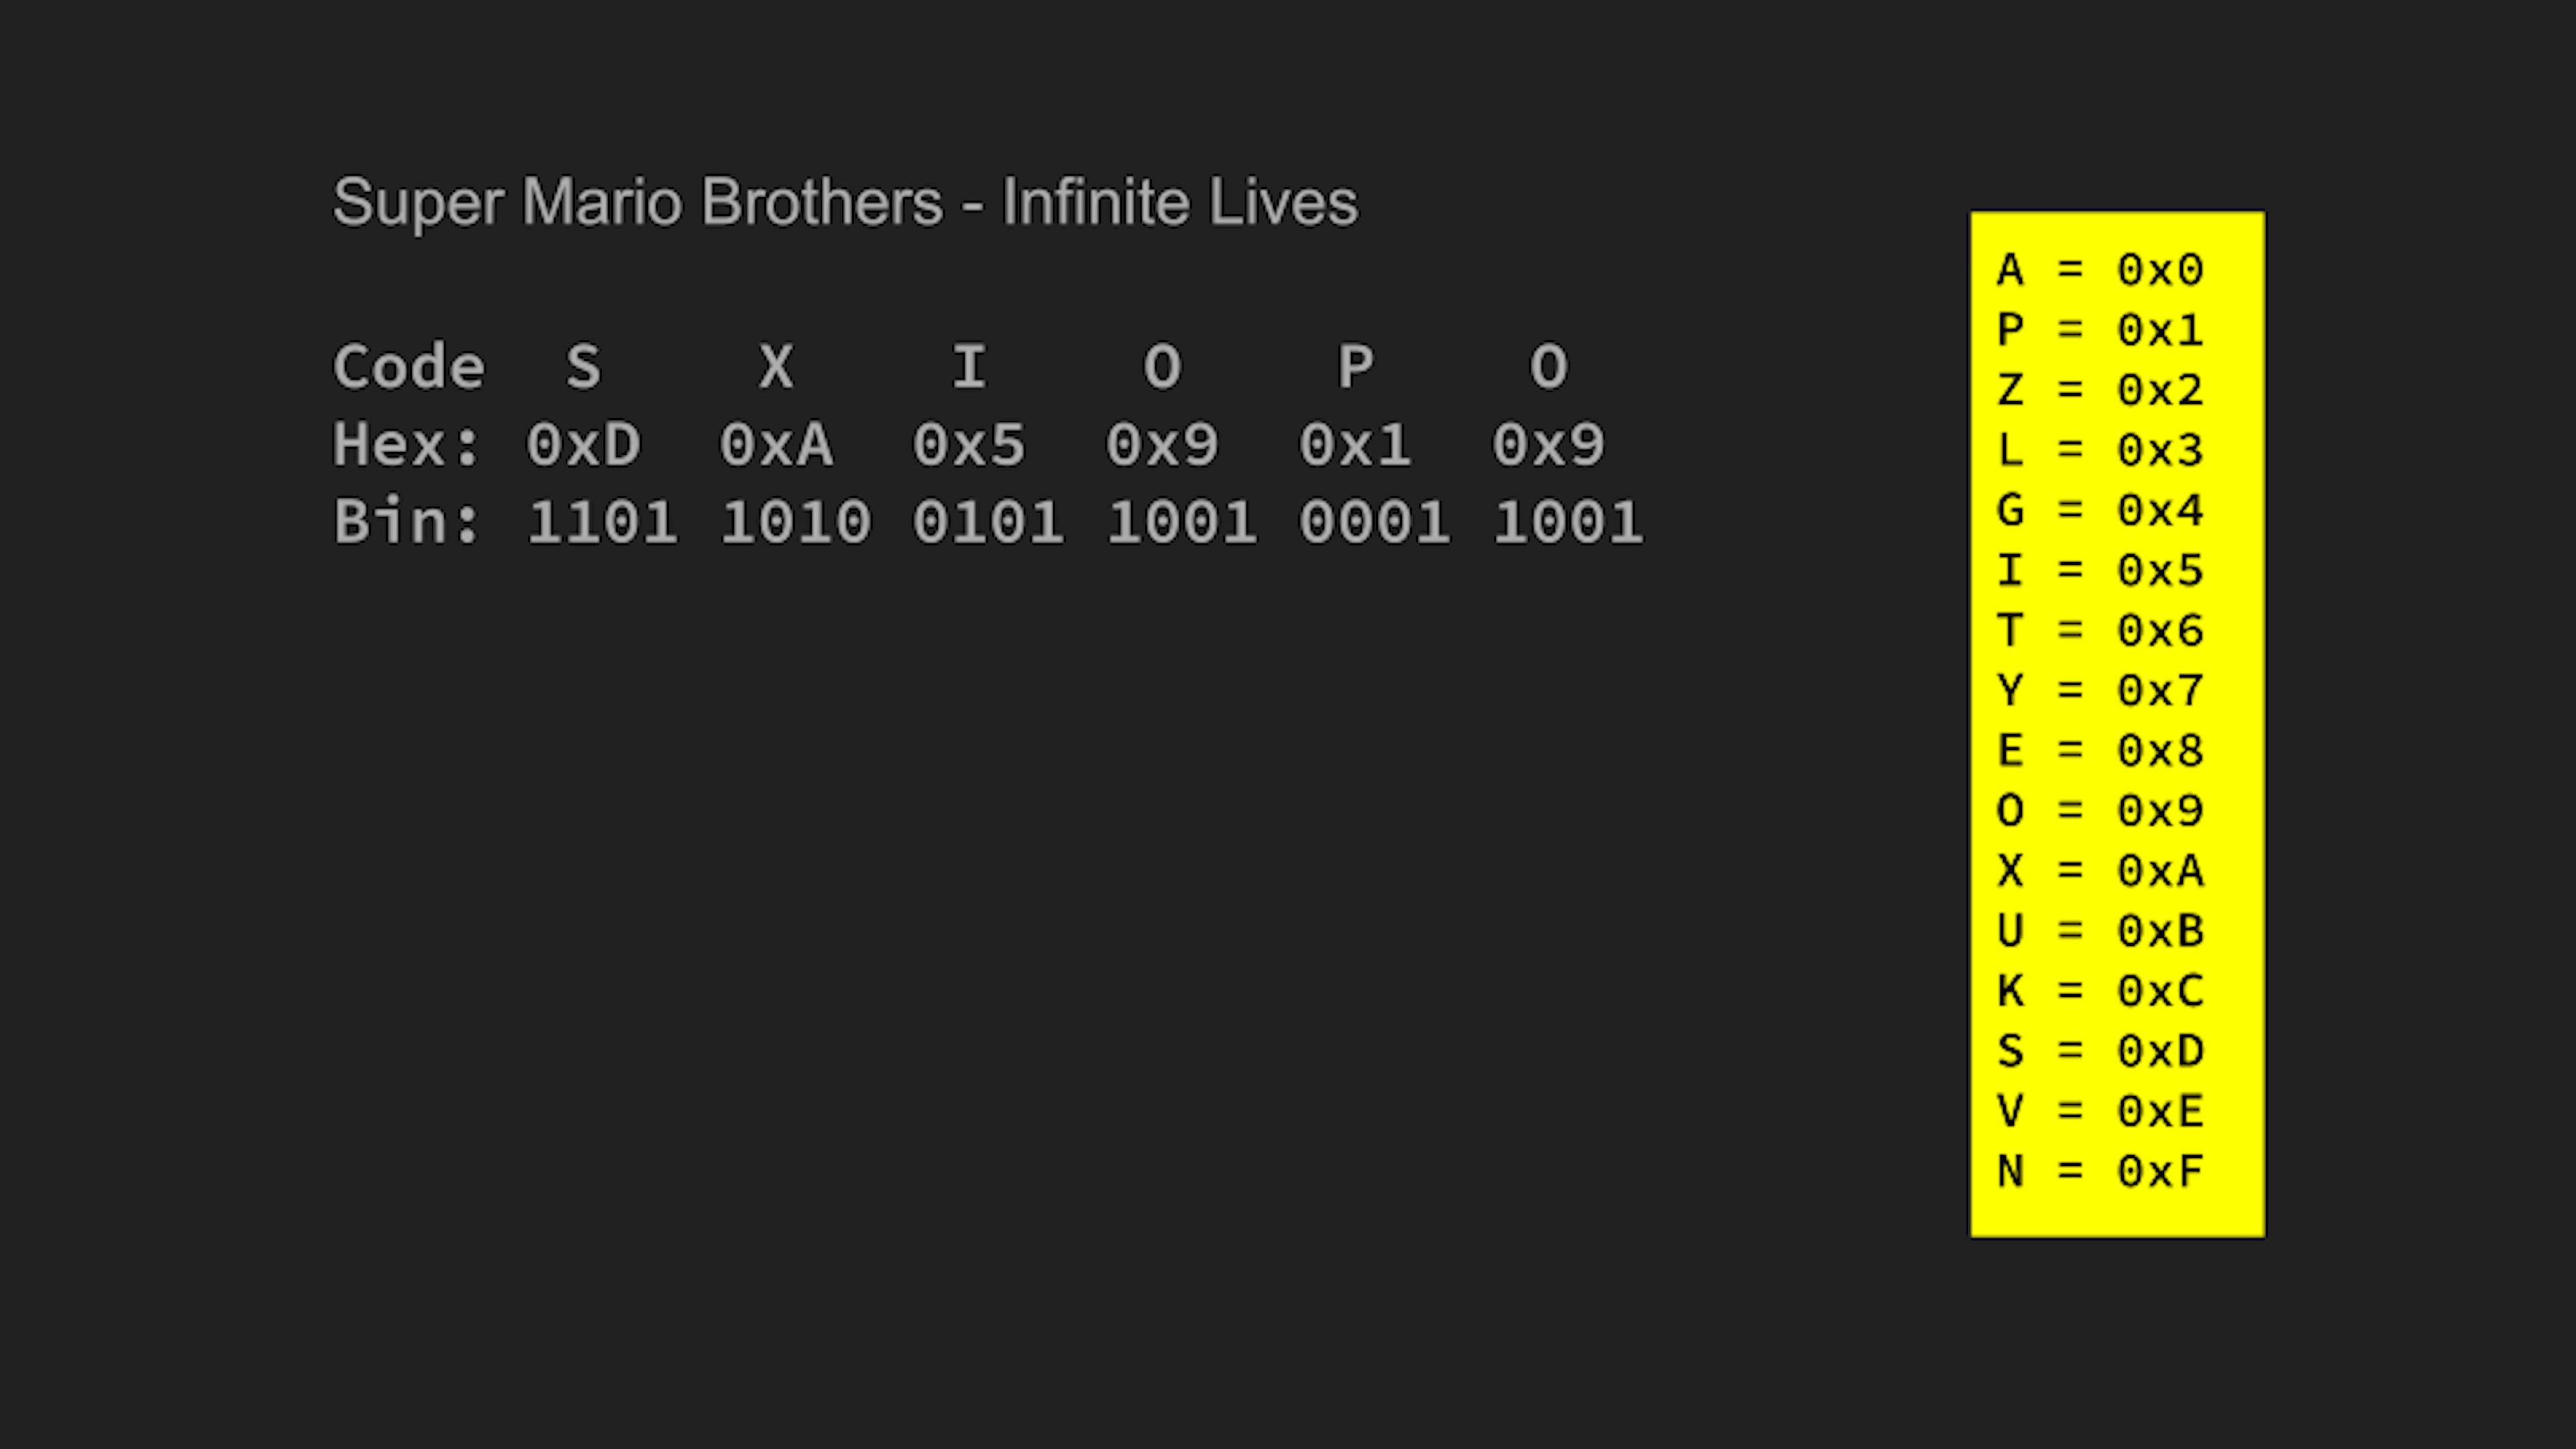 Super Mario Brothers - Infinite Lives
Code S X I O P O
Hex: 0xD 0xA 0x5 0x9 0x1 0x9
Bin: 1101 1010 0101 1001 0001 1001
A = 0x0
P = 0x1
Z = 0x2
L = 0x3
G = 0x4
I = 0x5
T = 0x6
Y = 0x7
E = 0x8
O = 0x9
X = 0xA
U = 0xB
K = 0xC
S = 0xD
V = 0xE
N = 0xF